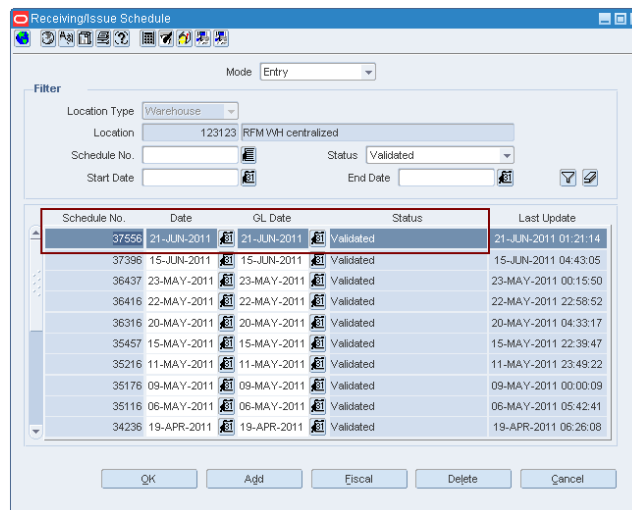 Receiving/Issue Schedule
Mode Entry
Filter
Location Type Warehouse
Location 123123 RFM WH centralized
Schedule No. Status Validated
Start Date End Date
Schedule No. Date GL Date Status Last Update
37556 21-JUN-2011 21-JUN-2011 Validated 21-JUN-2011 01:21:14
37396 15-JUN-2011 15-JUN-2011 Validated 15-JUN-2011 04:43:05
36437 23-MAY-2011 23-MAY-2011 Validated 23-MAY-2011 00:15:50
36416 22-MAY-2011 22-MAY-2011 Validated 22-MAY-2011 22:58:52
36316 20-MAY-2011 20-MAY-2011 Validated 20-MAY-2011 04:33:17
35457 15-MAY-2011 15-MAY-2011 Validated 15-MAY-2011 22:39:47
35216 11-MAY-2011 11-MAY-2011 Validated 11-MAY-2011 23:49:22
35176 09-MAY-2011 09-MAY-2011 Validated 09-MAY-2011 00:00:09
35116 06-MAY-2011 06-MAY-2011 Validated 06-MAY-2011 05:42:41
34236 19-APR-2011 19-APR-2011 Validated 19-APR-2011 06:26:08
OK Add Fiscal Delete Cancel